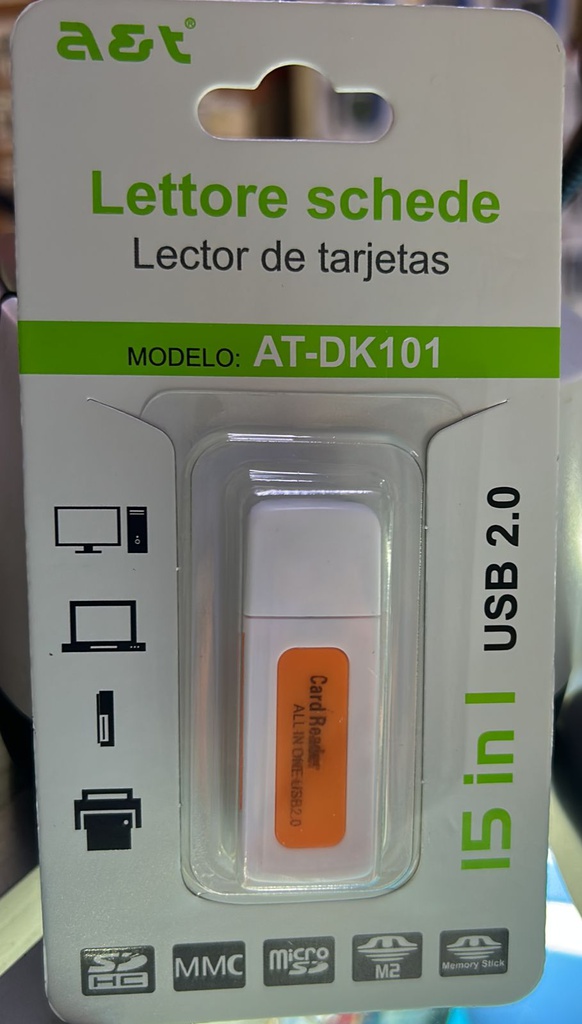 a&t®
Lettore schede
Lector de tarjetas
MODELO: AT-DK101
USB 2.0
15 in 1
Card Reader
ALL IN ONE USB2.0
SD HC
MMC
micro SD
M2
Memory Stick